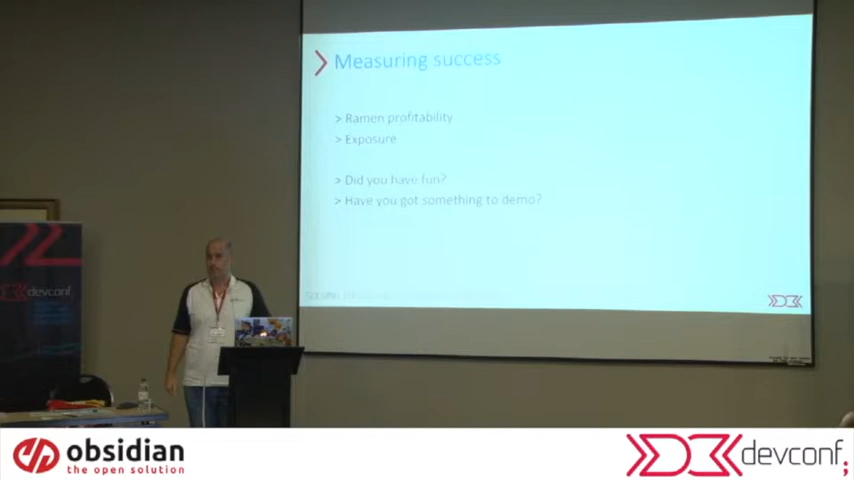 Measuring success
> Ramen profitability
> Exposure
> Did you have fun?
> Have you got something to demo?
devconf
obsidian
the open solution
devconf;